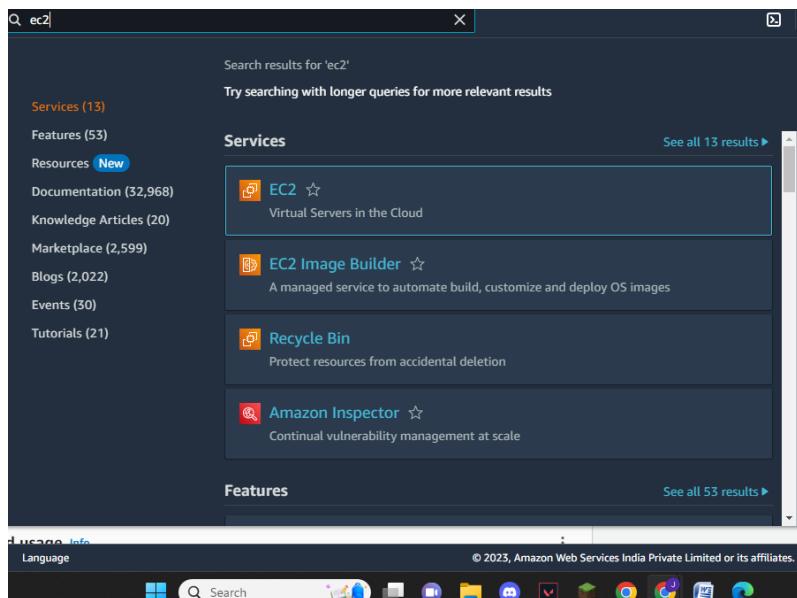 ec2
Search results for 'ec2'
Try searching with longer queries for more relevant results
Services (13)
Features (53)
Resources New
Documentation (32,968)
Knowledge Articles (20)
Marketplace (2,599)
Blogs (2,022)
Events (30)
Tutorials (21)
Services
See all 13 results
EC2
Virtual Servers in the Cloud
EC2 Image Builder
A managed service to automate build, customize and deploy OS images
Recycle Bin
Protect resources from accidental deletion
Amazon Inspector
Continual vulnerability management at scale
Features
See all 53 results
usage Info
Language
© 2023, Amazon Web Services India Private Limited or its affiliates.
Search